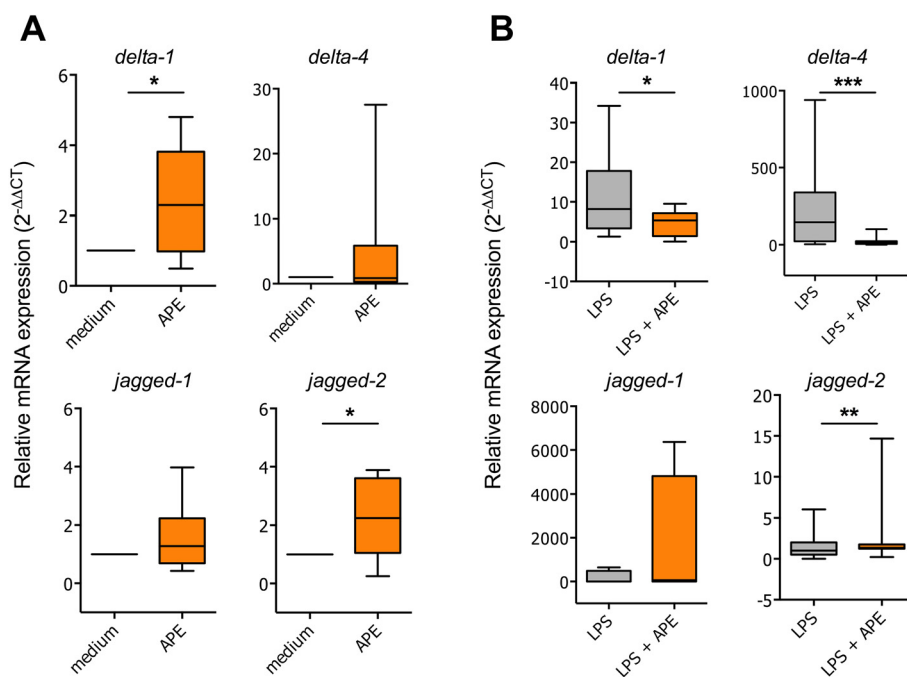 A
B
Relative mRNA expression (2-ΔΔCT)
delta-1
*
6
4
2
0
medium
APE
delta-4
30
20
10
0
medium
APE
jagged-1
6
4
2
0
medium
APE
jagged-2
*
6
4
2
0
medium
APE
Relative mRNA expression (2-ΔΔCT)
delta-1
*
40
30
20
10
0
-10
LPS
LPS + APE
delta-4
***
1000
500
0
LPS
LPS + APE
jagged-1
8000
6000
4000
2000
0
LPS
LPS + APE
jagged-2
**
20
15
10
5
0
-5
LPS
LPS + APE